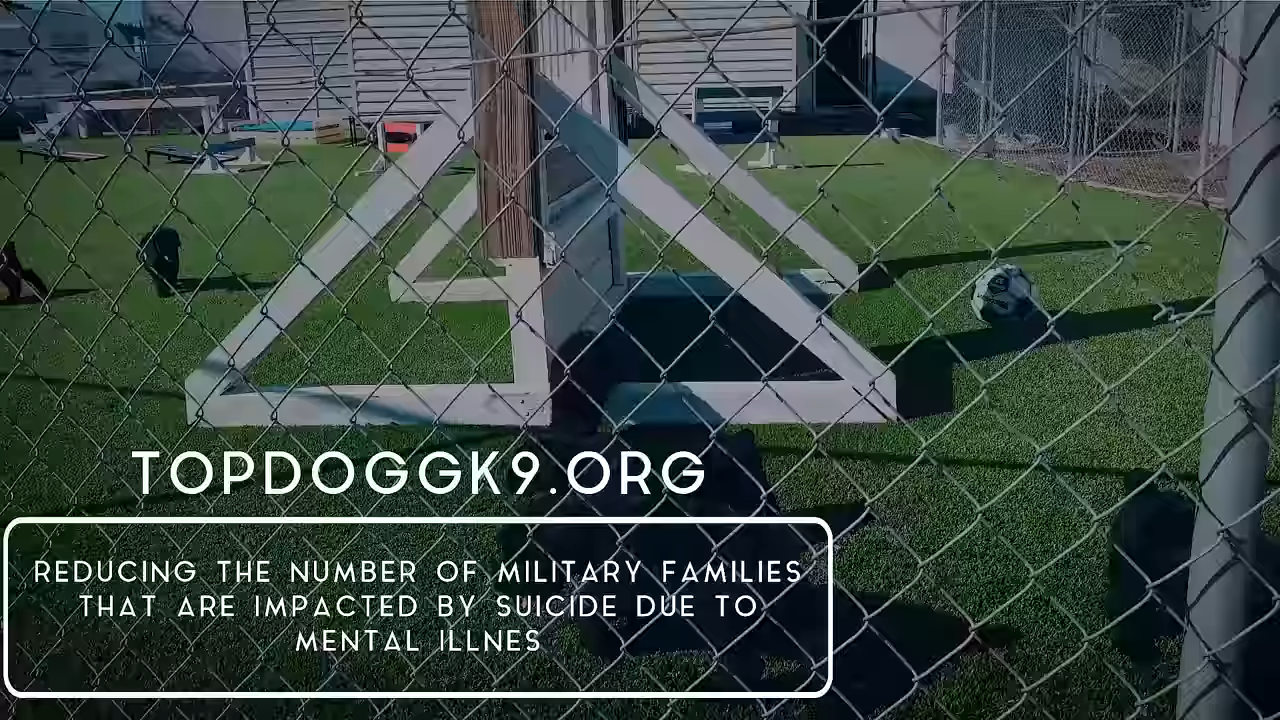 TOPDOGGK9.ORG
REDUCING THE NUMBER OF MILITARY FAMILIES
THAT ARE IMPACTED BY SUICIDE DUE TO
MENTAL ILLNES